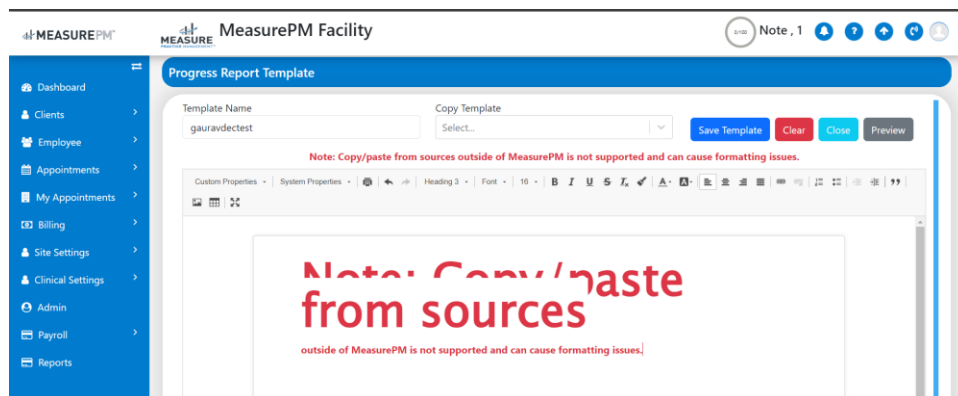 MEASUREPM
MEASURE
PRACTICE MANAGEMENT
MeasurePM Facility
Note , 1
Progress Report Template
Dashboard
Clients
Employee
Appointments
My Appointments
Billing
Site Settings
Clinical Settings
Admin
Payroll
Reports
Template Name
Copy Template
gauravdectest
Select...
Save Template Clear Close Preview
Note: Copy/paste from sources outside of MeasurePM is not supported and can cause formatting issues.
Custom Properties System Properties Heading 3 Font 16 B I U S Tx A A
Note: Copy/paste
from sources
outside of MeasurePM is not supported and can cause formatting issues.